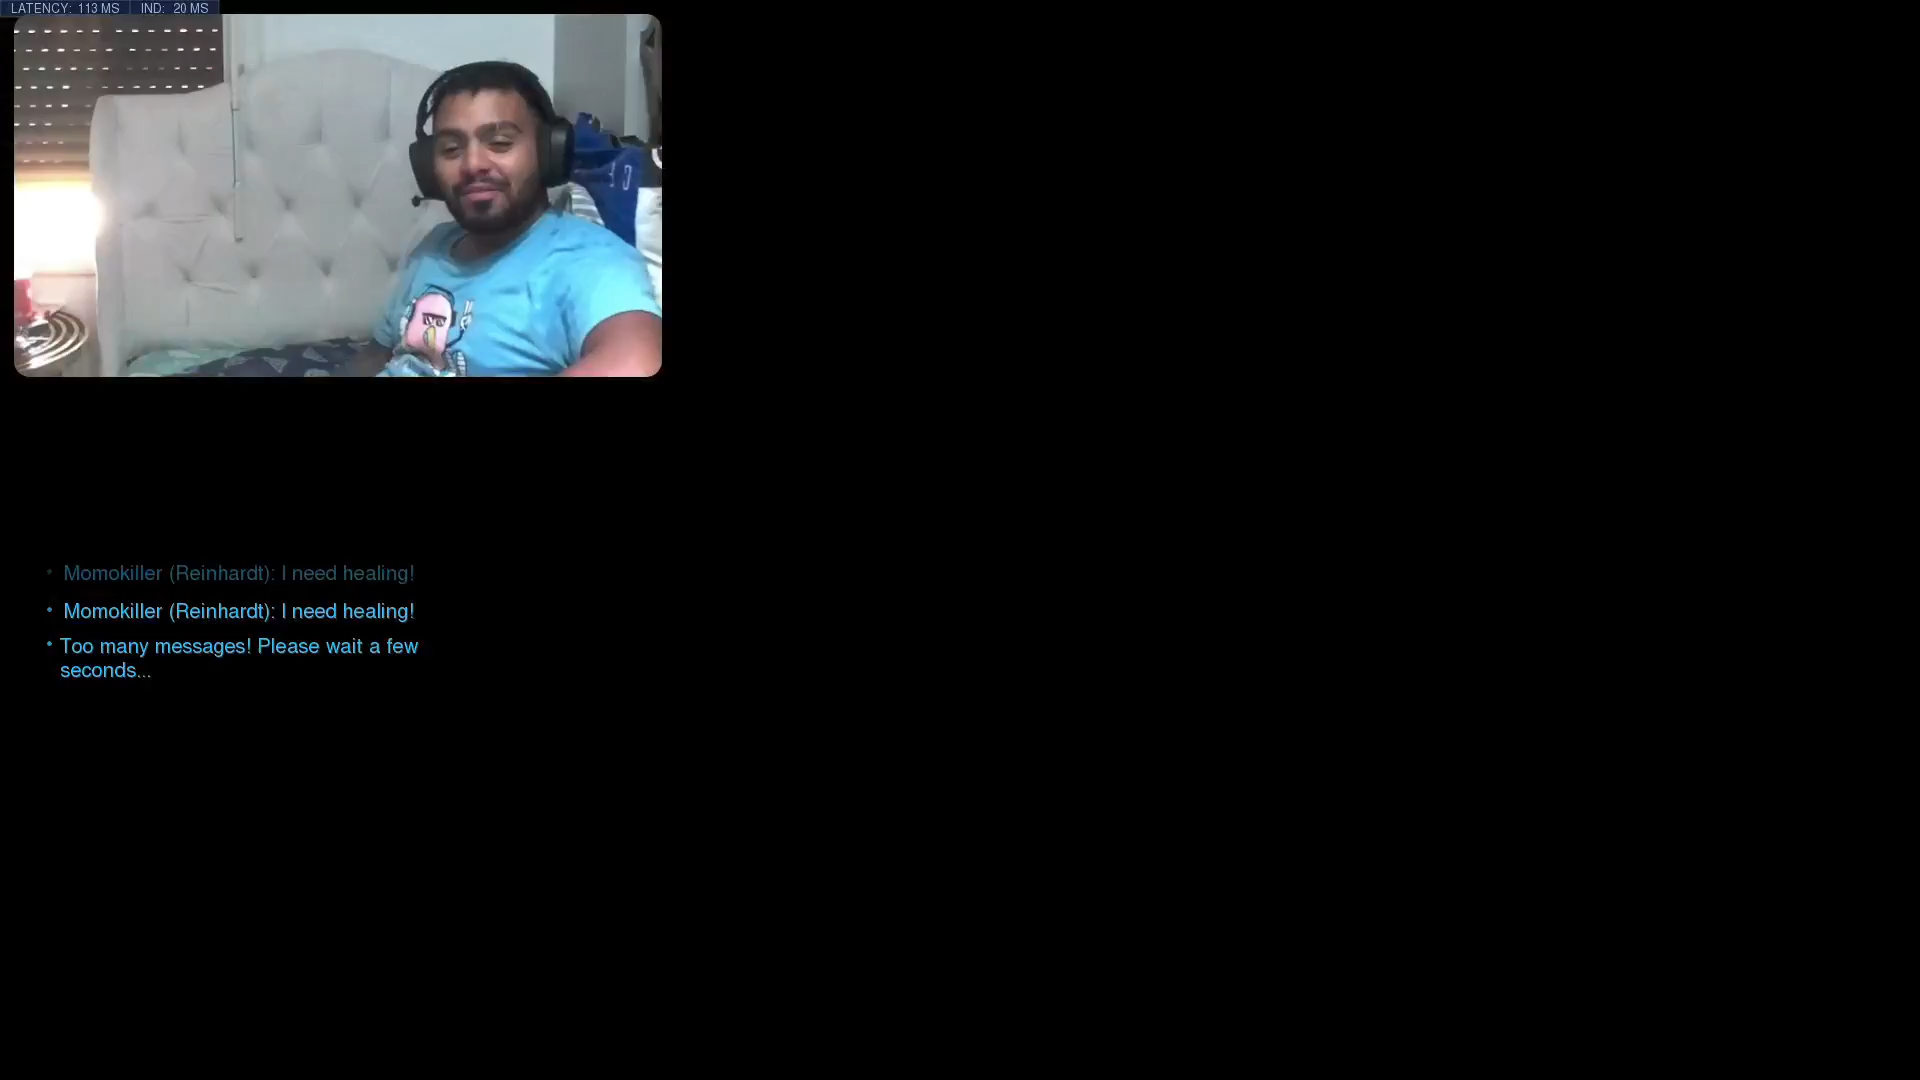 LATENCY: 113 MS IND: 20 MS
• Momokiller (Reinhardt): I need healing!
• Momokiller (Reinhardt): I need healing!
• Too many messages! Please wait a few
seconds...